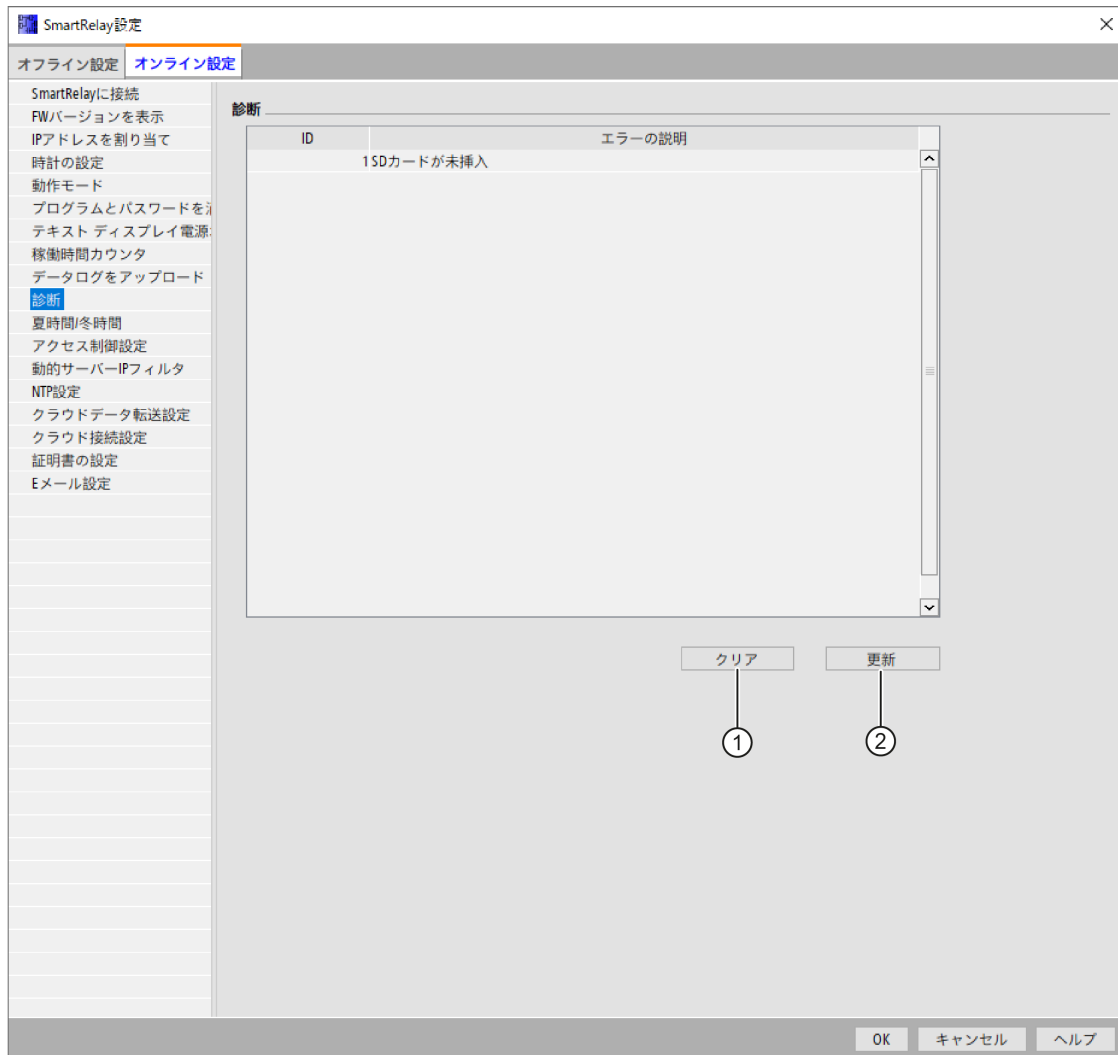 SmartRelay設定
オフライン設定 オンライン設定
SmartRelayに接続
FWバージョンを表示
IPアドレスを割り当て
時計の設定
動作モード
プログラムとパスワードを
テキスト ディスプレイ電源
稼働時間カウンタ
データログをアップロード
診断
夏時間/冬時間
アクセス制御設定
動的サーバーIPフィルタ
NTP設定
クラウドデータ転送設定
クラウド接続設定
証明書の設定
Eメール設定
診断
ID エラーの説明
1 SDカードが未挿入
クリア 更新
1 2
OK キャンセル ヘルプ